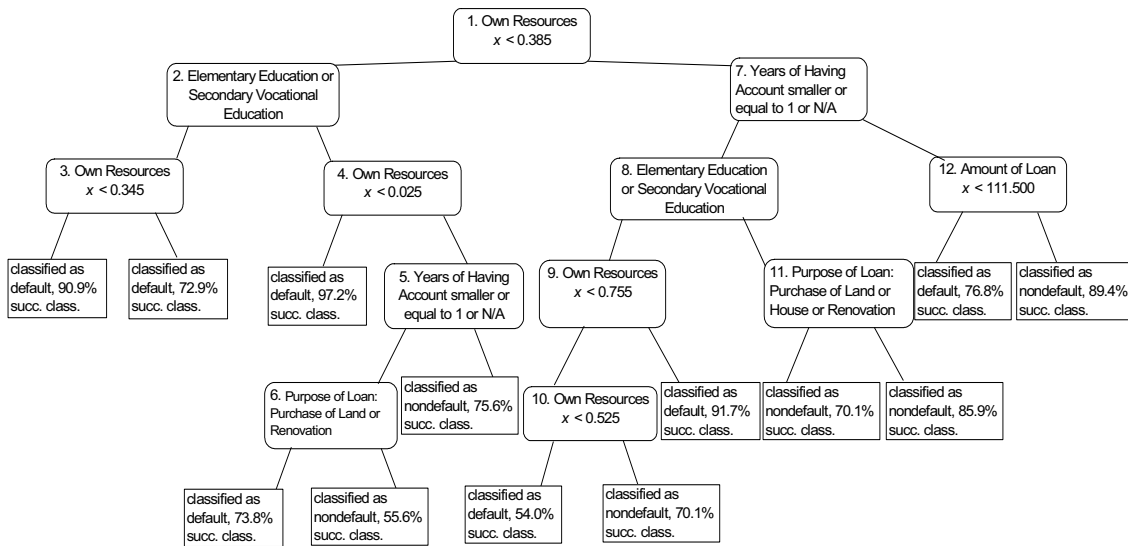 1. Own Resources
x < 0.385
2. Elementary Education or
Secondary Vocational
Education
7. Years of Having
Account smaller or
equal to 1 or N/A
3. Own Resources
x < 0.345
4. Own Resources
x < 0.025
8. Elementary Education
or Secondary Vocational
Education
12. Amount of Loan
x < 111.500
classified as
default, 90.9%
succ. class.
classified as
default, 72.9%
succ. class.
classified as
default, 97.2%
succ. class.
5. Years of Having
Account smaller or
equal to 1 or N/A
9. Own Resources
x < 0.755
11. Purpose of Loan:
Purchase of Land or
House or Renovation
classified as
default, 76.8%
succ. class.
classified as
nondefault, 89.4%
succ. class.
6. Purpose of Loan:
Purchase of Land or
Renovation
classified as
nondefault, 75.6%
succ. class.
10. Own Resources
x < 0.525
classified as
default, 91.7%
succ. class.
classified as
nondefault, 70.1%
succ. class.
classified as
nondefault, 85.9%
succ. class.
classified as
default, 73.8%
succ. class.
classified as
nondefault, 55.6%
succ. class.
classified as
default, 54.0%
succ. class.
classified as
nondefault, 70.1%
succ. class.